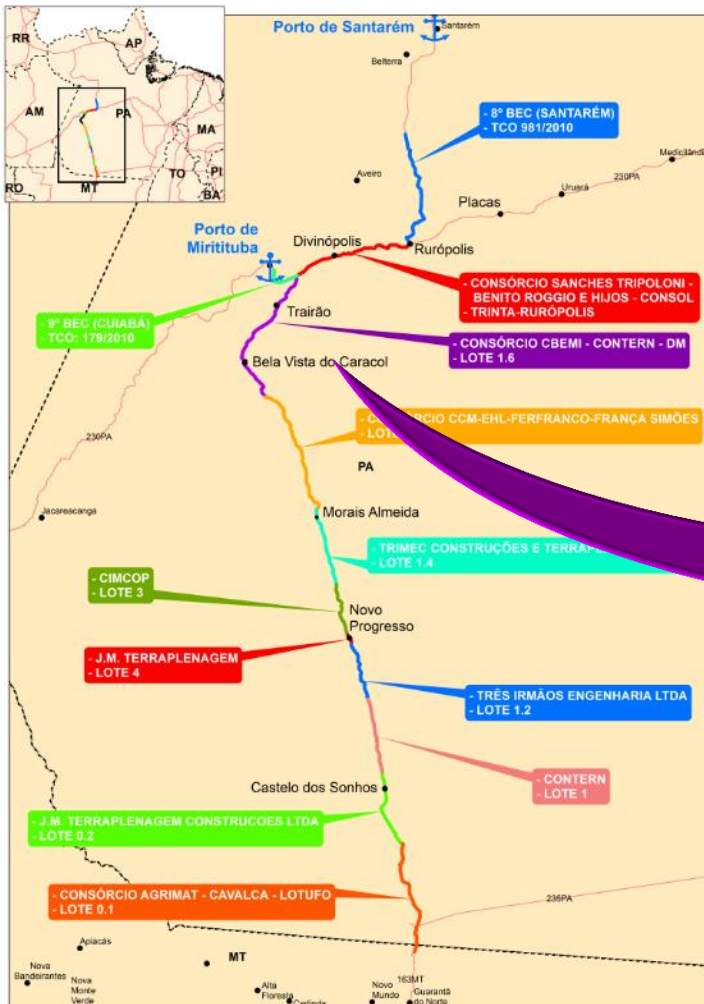 Porto de Santarém
Santarém
Belterra
RR
AP
AM
PA
MA
TO
PI
RO
MT
BA
- 8º BEC (SANTARÉM)
- TCO 981/2010
Medicilândia
Aveiro
230PA
Uruará
Placas
Porto de
Miritituba
Divinópolis
Rurópolis
- CONSÓRCIO SANCHES TRIPOLONI -
- BENITO ROGGIO E HIJOS - CONSOL
- TRINTA-RURÓPOLIS
- 9º BEC (CUIABÁ)
- TCO: 179/2010
Trairão
- CONSÓRCIO CBEMI - CONTERN - DM
- LOTE 1.6
Bela Vista do Caracol
CCM-EHL-FERFRANCO-FRANÇA SIMÕES
230PA
PA
Jacareacanga
Morais Almeida
- TRIMEC CONSTRUÇÕES E
- LOTE 1.4
- CIMCOP
- LOTE 3
Novo
Progresso
- J.M. TERRAPLENAGEM
- LOTE 4
- TRÊS IRMÃOS ENGENHARIA LTDA
- LOTE 1.2
- CONTERN
- LOTE 1
Castelo dos Sonhos
- J.M. TERRAPLENAGEM CONSTRUCOES LTDA
- LOTE 0.2
- CONSÓRCIO AGRIMAT - CAVALCA - LOTUFO
- LOTE 0.1
235PA
Apiacás
MT
163MT
Nova
Bandeirantes
Nova
Monte
Verde
Alta
Floresta
Novo
Mundo
Guarantã
do Norte